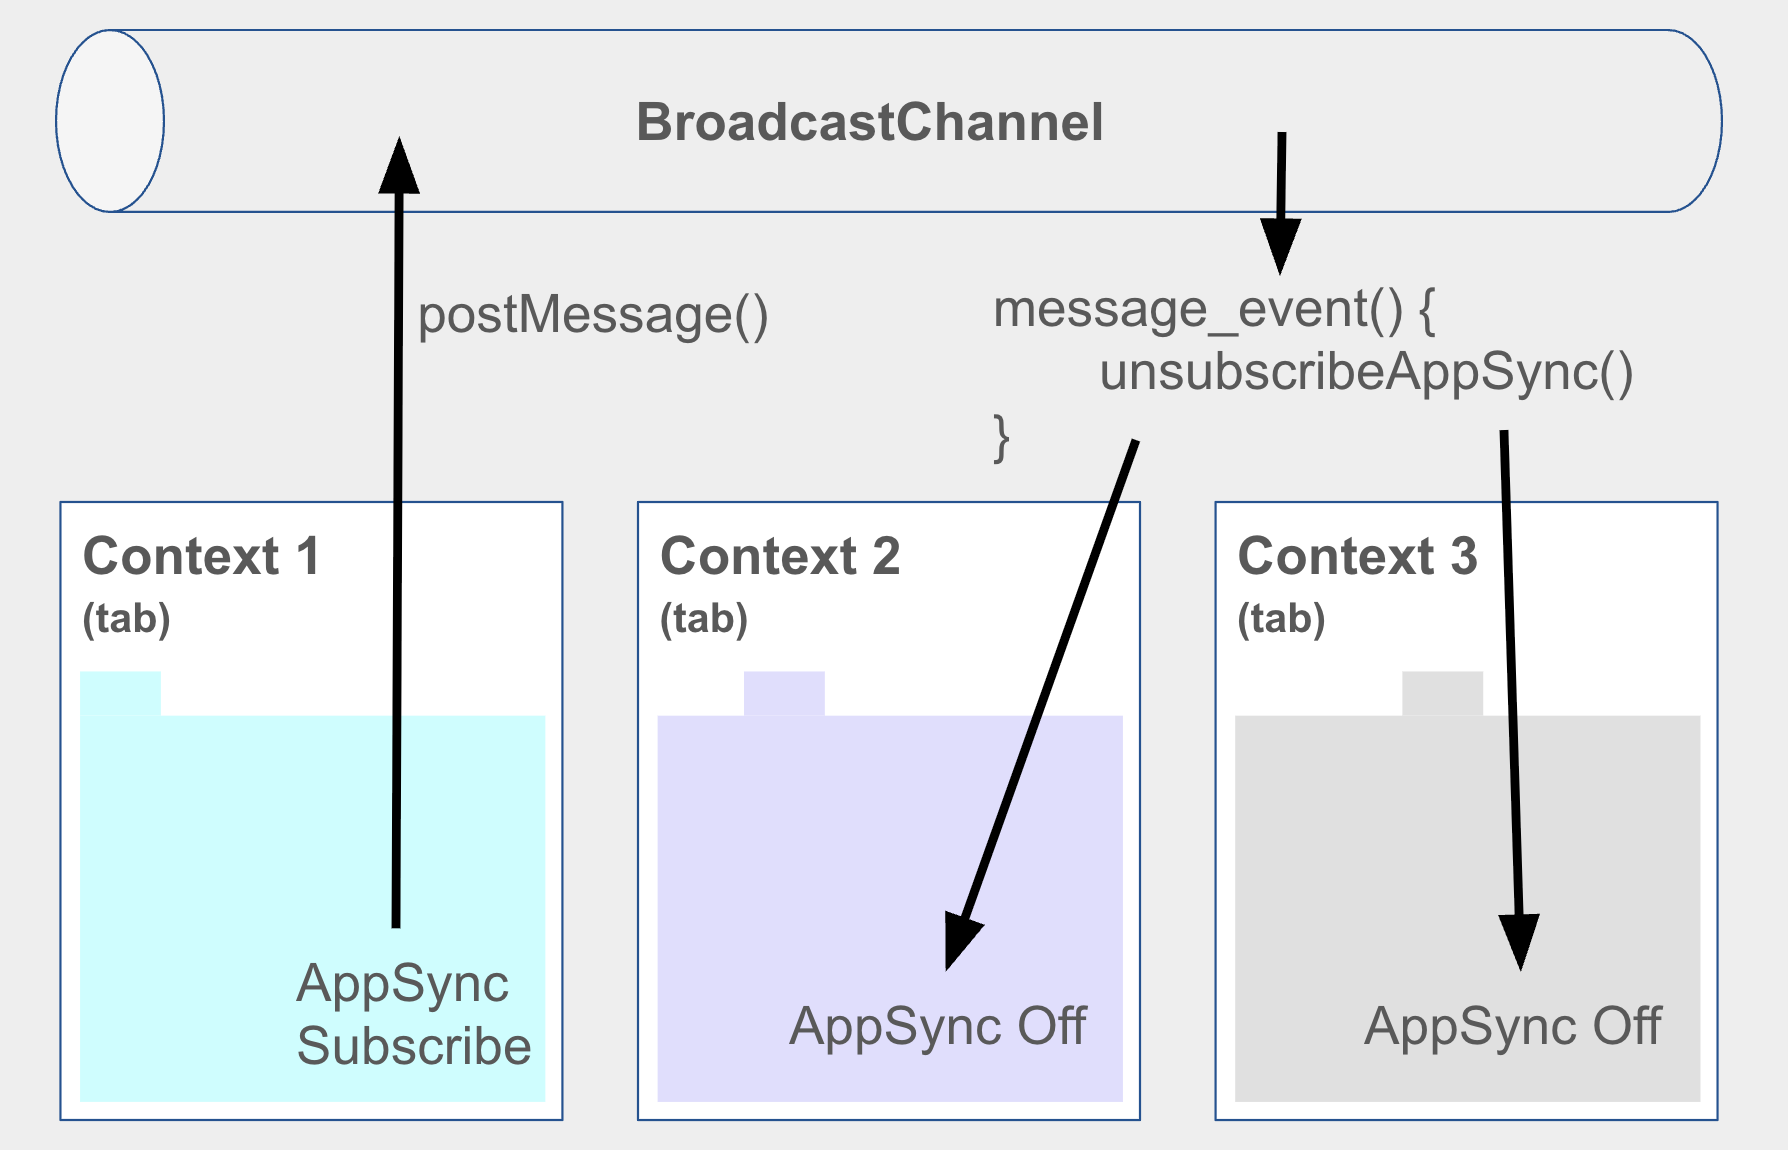 BroadcastChannel
postMessage()
message_event() {
unsubscribeAppSync()
}
Context 1
(tab)
AppSync
Subscribe
Context 2
(tab)
AppSync Off
Context 3
(tab)
AppSync Off